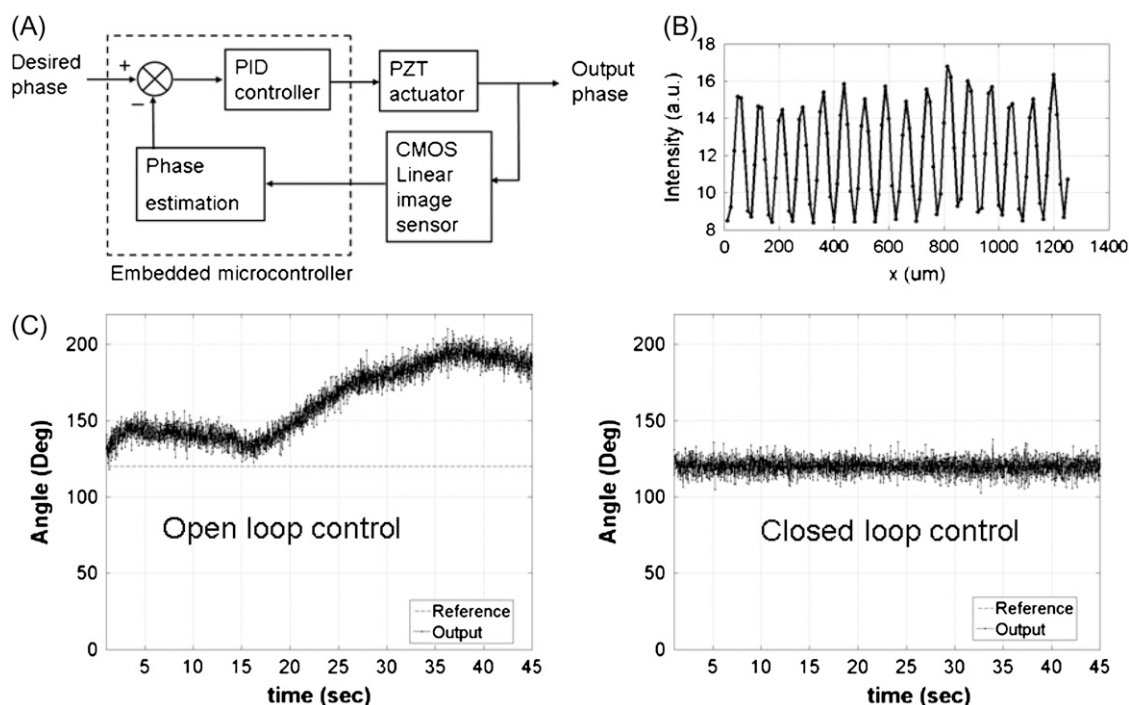 (A)
Desired
phase
+
−
PID
controller
PZT
actuator
Output
phase
Phase
estimation
CMOS
Linear
image
sensor
Embedded microcontroller
(B)
18
16
14
12
10
8
Intensity (a.u.)
0 200 400 600 800 1000 1200 1400
x (um)
(C)
200
150
100
50
0
Angle (Deg)
Open loop control
Reference
Output
5 10 15 20 25 30 35 40 45
time (sec)
200
150
100
50
0
Angle (Deg)
Closed loop control
Reference
Output
5 10 15 20 25 30 35 40 45
time (sec)